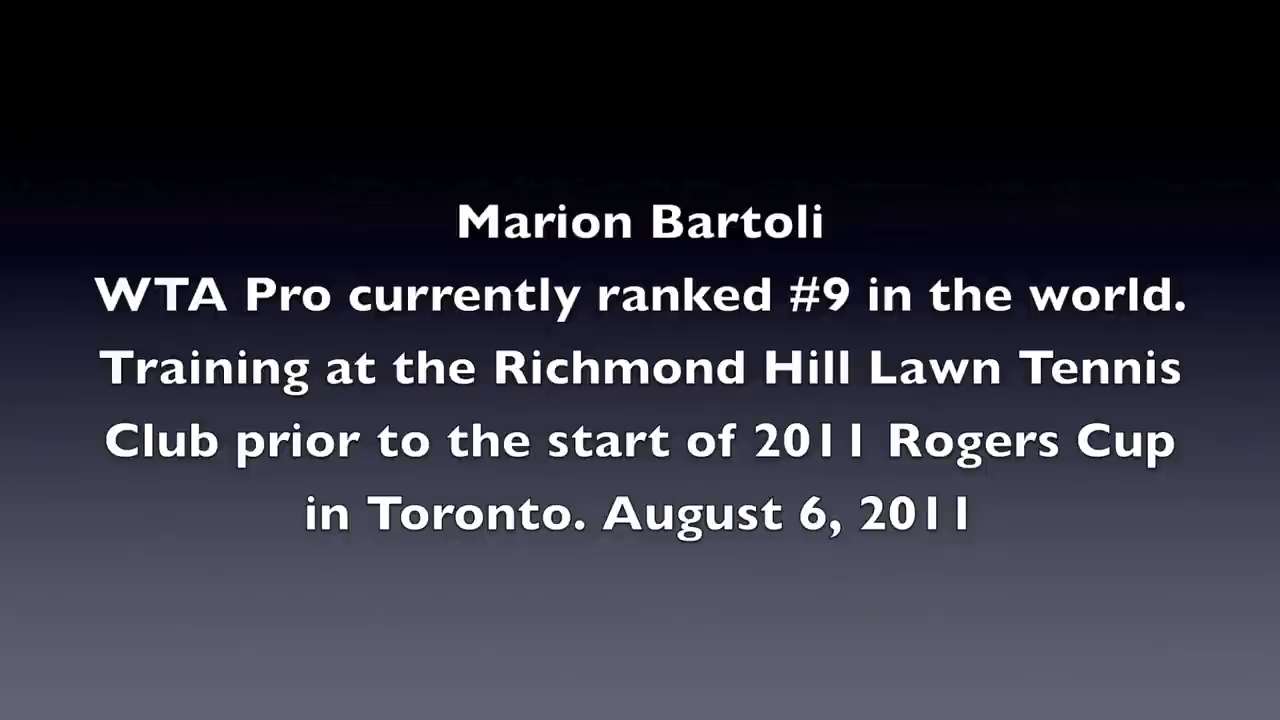 Marion Bartoli
WTA Pro currently ranked #9 in the world.
Training at the Richmond Hill Lawn Tennis
Club prior to the start of 2011 Rogers Cup
in Toronto. August 6, 2011